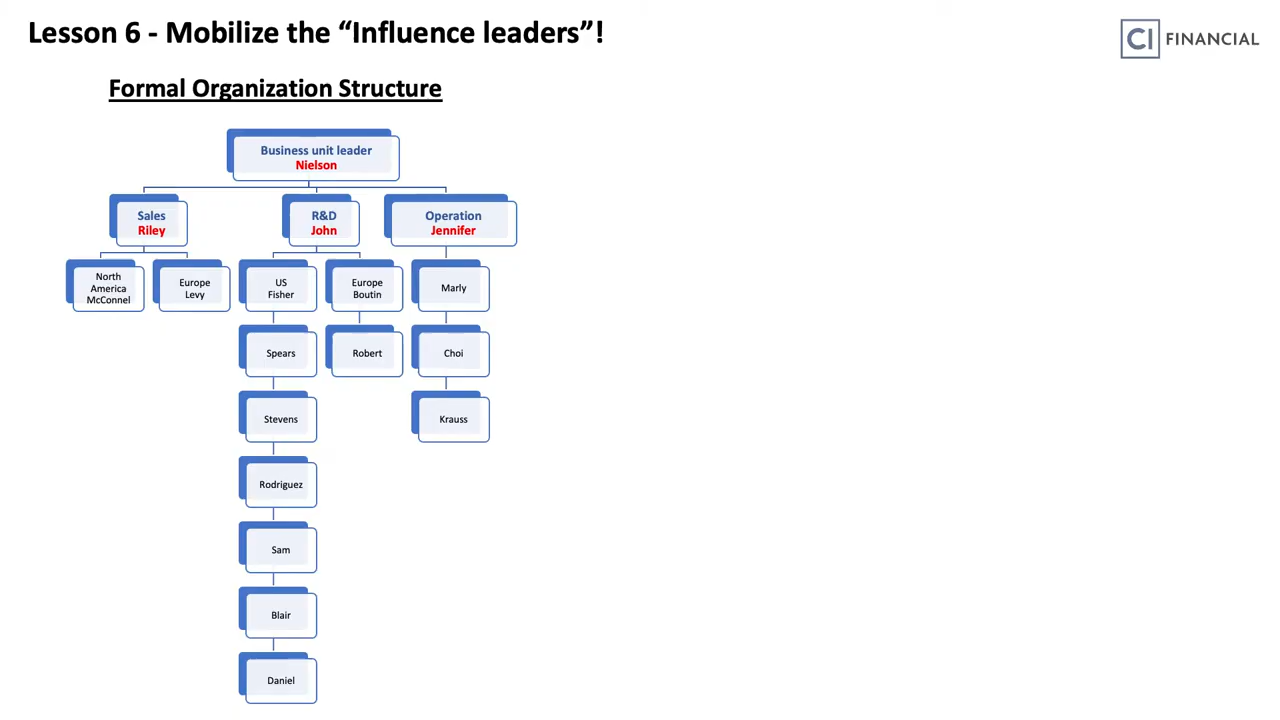 Lesson 6 - Mobilize the “Influence leaders”!
CI FINANCIAL
Formal Organization Structure
Business unit leader
Nielson
Sales
Riley
R&D
John
Operation
Jennifer
North
America
McConnel
Europe
Levy
US
Fisher
Europe
Boutin
Marly
Spears
Robert
Choi
Stevens
Krauss
Rodriguez
Sam
Blair
Daniel